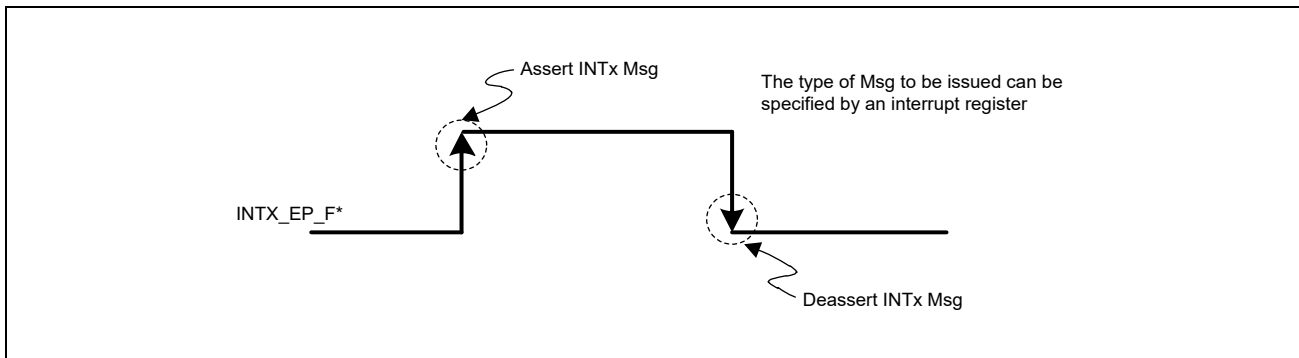 Assert INTx Msg
The type of Msg to be issued can be
specified by an interrupt register
INTX_EP_F*
Deassert INTx Msg